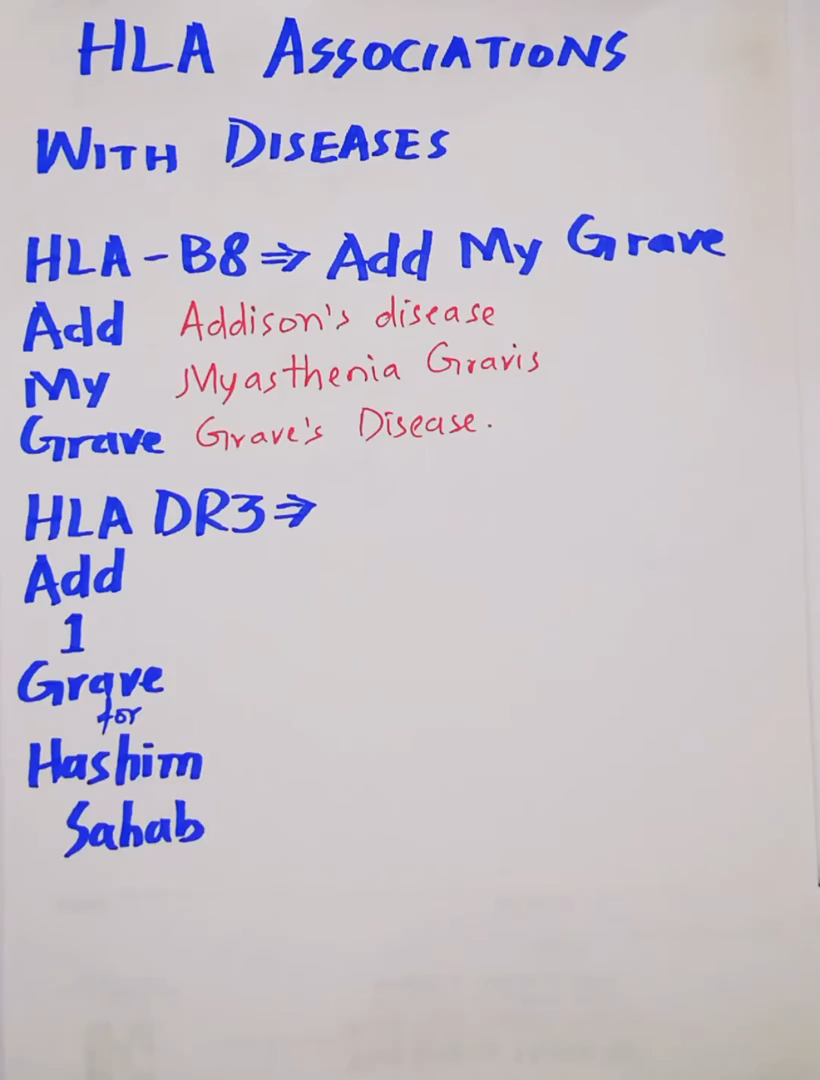 HLA ASSOCIATIONS
WITH DISEASES
HLA-B8 ⇒ Add My Grave
Add Addison's disease
My Myasthenia Gravis
Grave Grave's Disease.
HLA DR3 ⇒
Add
1
Grave
for
Hashim
Sahab